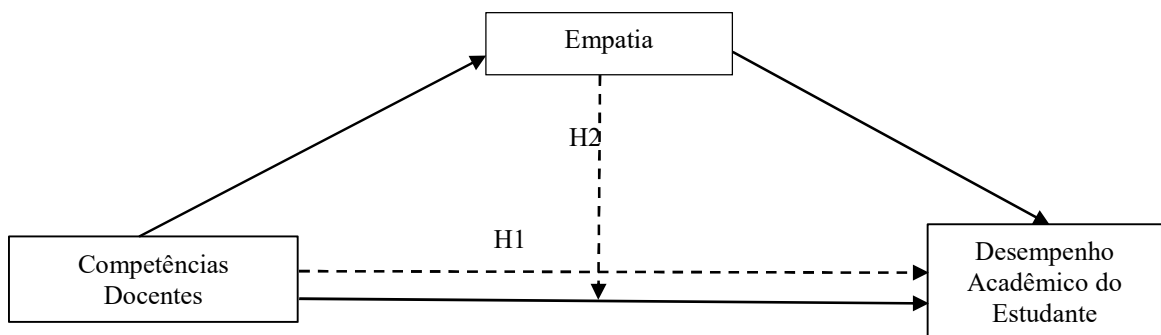 Empatia
H2
H1
Competências
Docentes
Desempenho
Acadêmico do
Estudante